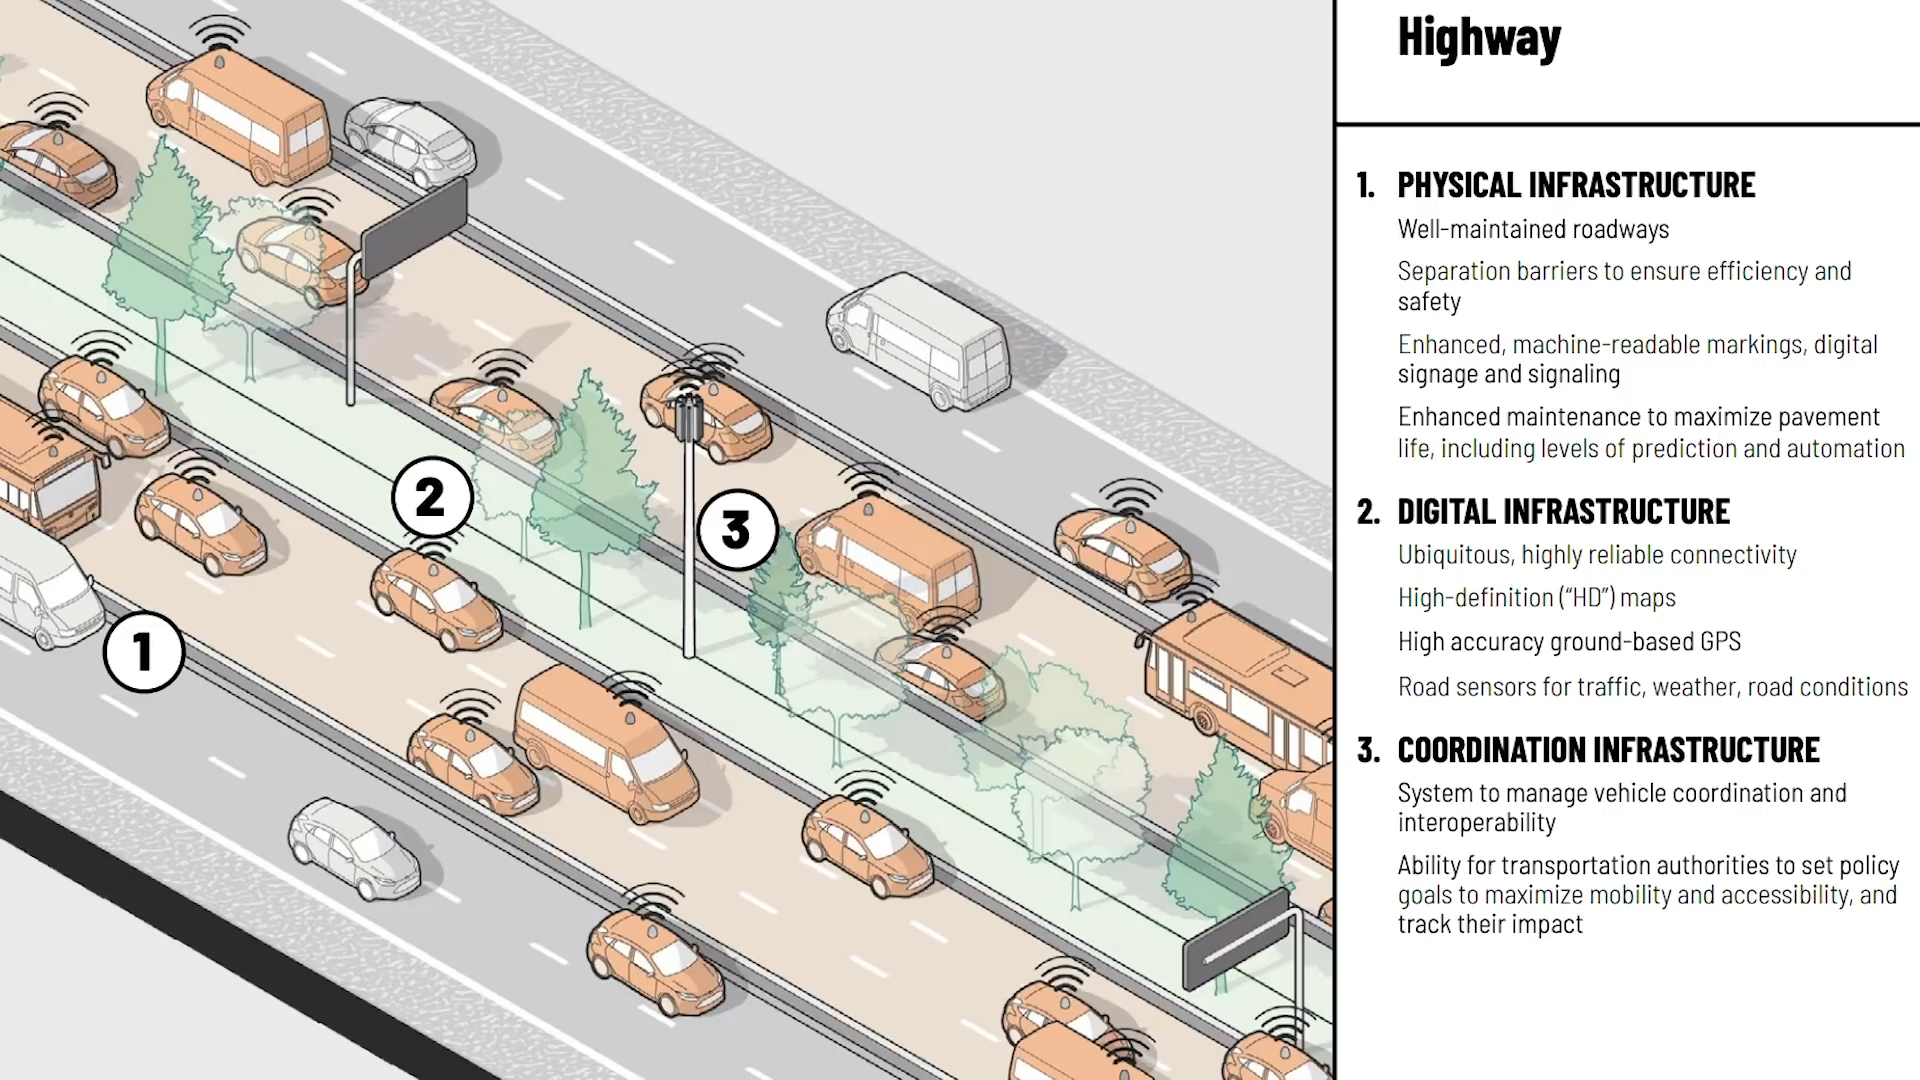 Highway
1. PHYSICAL INFRASTRUCTURE
Well-maintained roadways
Separation barriers to ensure efficiency and
safety
Enhanced, machine-readable markings, digital
signage and signaling
Enhanced maintenance to maximize pavement
life, including levels of prediction and automation
2. DIGITAL INFRASTRUCTURE
Ubiquitous, highly reliable connectivity
High-definition (“HD”) maps
High accuracy ground-based GPS
Road sensors for traffic, weather, road conditions
3. COORDINATION INFRASTRUCTURE
System to manage vehicle coordination and
interoperability
Ability for transportation authorities to set policy
goals to maximize mobility and accessibility, and
track their impact
2
3
1